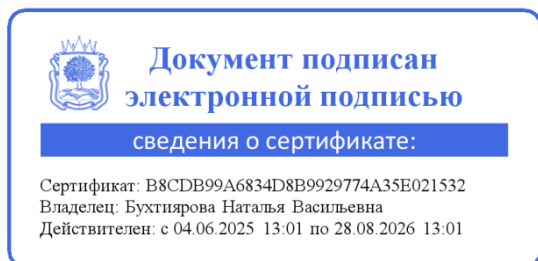 Документ подписан
электронной подписью
сведения о сертификате:
Сертификат: B8CDB99A6834D8B9929774A35E021532
Владелец: Бухтиярова Наталья Васильевна
Действителен: с 04.06.2025 13:01 по 28.08.2026 13:01